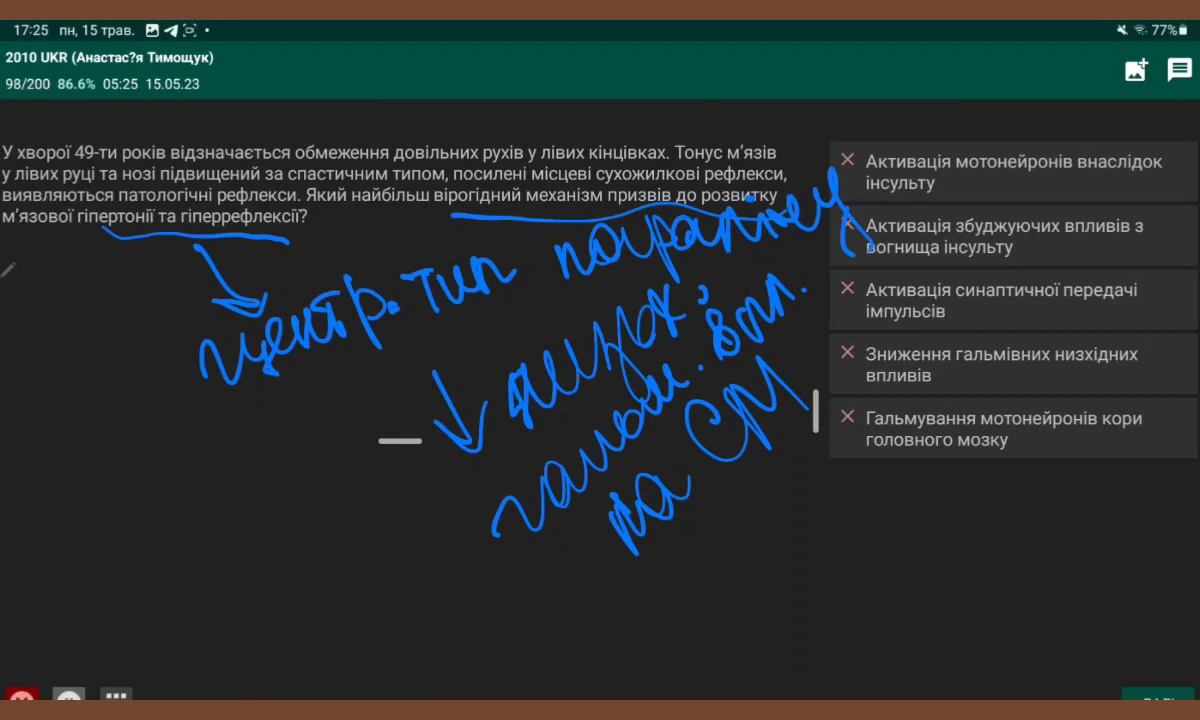 17:25 пн, 15 трав. 77%
2010 UKR (Анастас?я Тимощук)
98/200 86.6% 05:25 15.05.23
У хворої 49-ти років відзначається обмеження довільних рухів у лівих кінцівках. Тонус м’язів
у лівих руці та нозі підвищений за спастичним типом, посилені місцеві сухожилкові рефлекси,
виявляються патологічні рефлекси. Який найбільш вірогідний механізм призвів до розвитку
м’язової гіпертонії та гіперрефлексії?
Активація мотонейронів внаслідок
інсульту
Активація збуджуючих впливів з
вогнища інсульту
Активація синаптичної передачі
імпульсів
Зниження гальмівних низхідних
впливів
Гальмування мотонейронів кори
головного мозку
центр. тип
впл.
на СМ